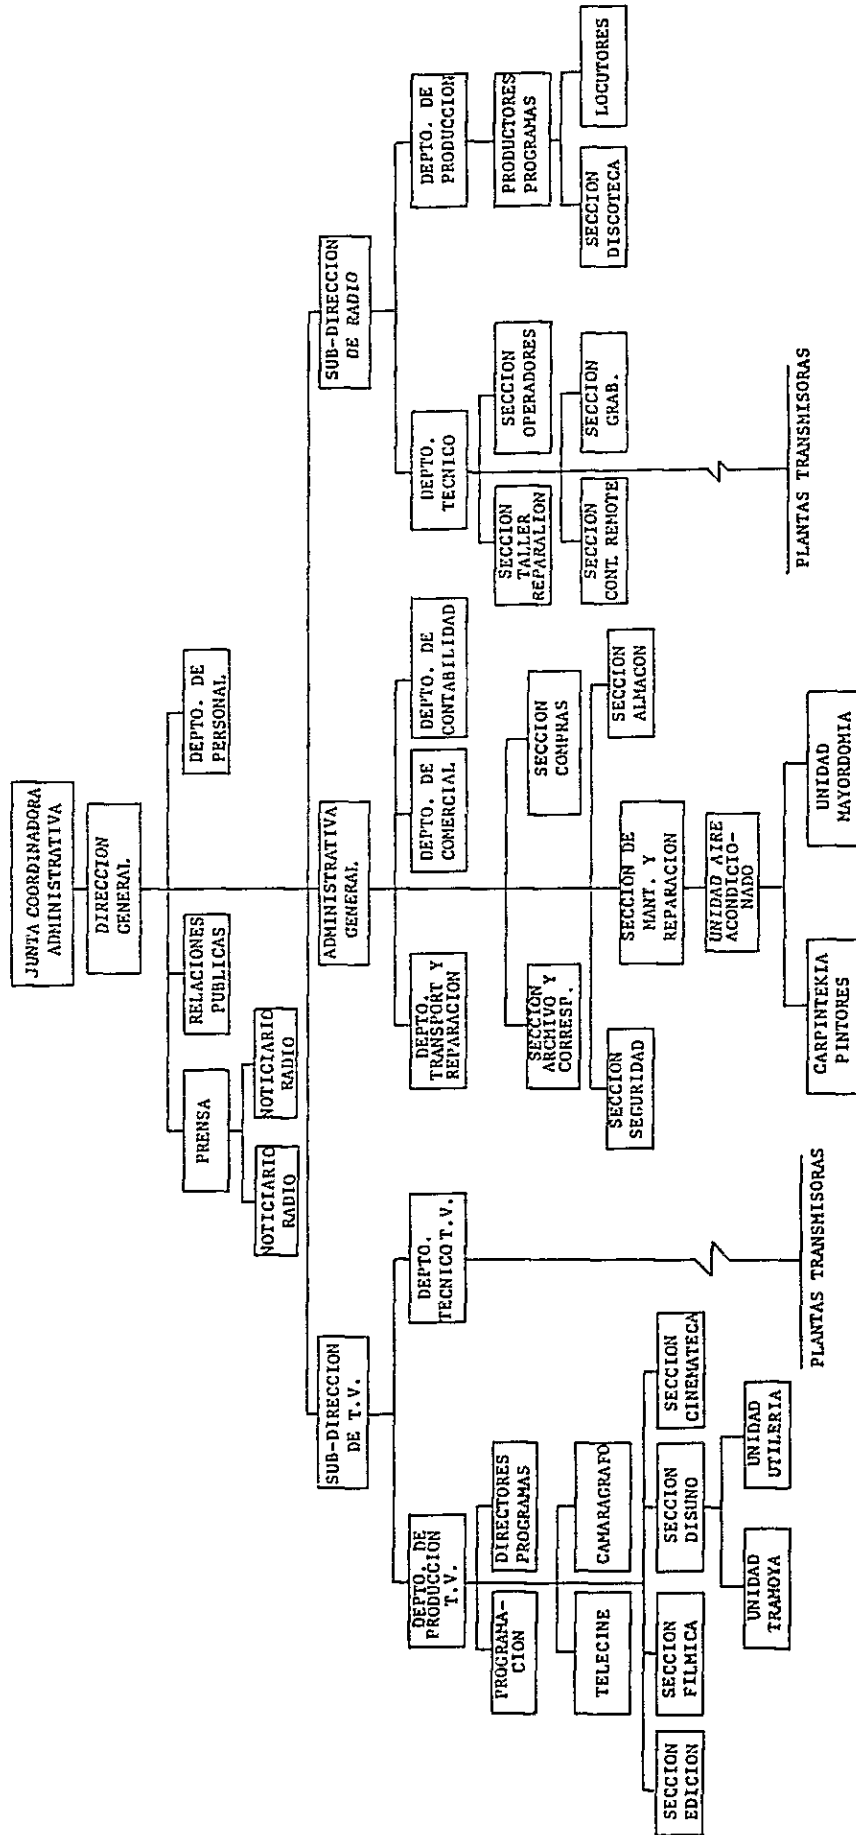 JUNTA COORDINADORA
ADMINISTRATIVA
DIRECCION
GENERAL
PRENSA
RELACIONES
PUBLICAS
DEPTO. DE
PERSONAL
NOTICIARIO
RADIO
NOTICIARIO
RADIO
SUB-DIRECCION
DE T.V.
ADMINISTRATIVA
GENERAL
SUB-DIRECCION
DE RADIO
DEPTO. DE
PRODUCCION
T.V.
DEPTO.
TECNICO T.V.
DEPTO.
TRANSPORT Y
REPARACION
DEPTO. DE
COMERCIAL
DEPTO. DE
CONTABILIDAD
DEPTO.
TECNICO
DEPTO. DE
PRODUCCION
PROGRAMA-
CION
DIRECTORES
PROGRAMAS
SECCION
ARCHIVO Y
CORRESP.
SECCION
COMPRAS
SECCION
TALLER
REPARALION
SECCION
OPERADORES
PRODUCTORES
PROGRAMAS
TELECINE
CAMARAGRAFO
SECCION
SEGURIDAD
SECCION DE
MANT. Y
REPARACION
SECCION
ALMACON
SECCION
CONT. REMOTE
SECCION
GRAB.
SECCION
DISCOTECA
LOCUTORES
SECCION
EDICION
SECCION
FILMICA
SECCION
DISUNO
SECCION
CINEMATECA
UNIDAD AIRE
ACONDICIO-
NADO
UNIDAD
TRAMOYA
UNIDAD
UTILERIA
PLANTAS TRANSMISORAS
CARPINTEKIA
PINTORES
UNIDAD
MAYORDOMIA
PLANTAS TRANSMISORAS